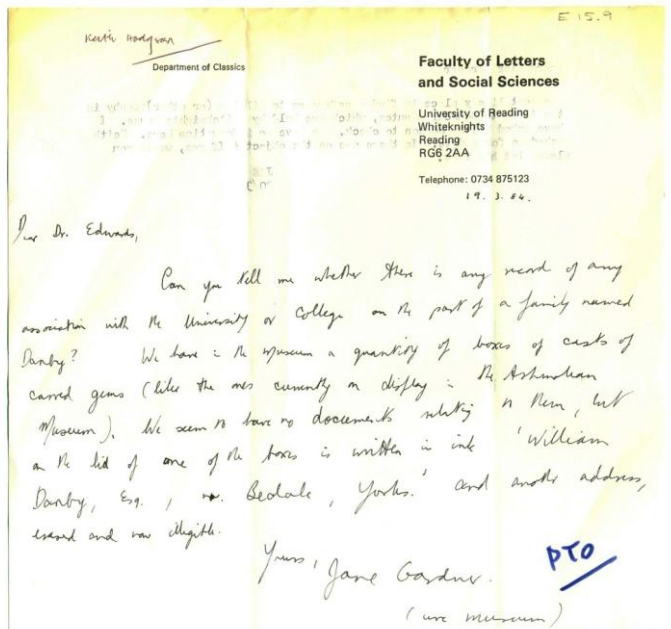 E 15.9
Keith Hodgson
Department of Classics
Faculty of Letters
and Social Sciences
University of Reading
Whiteknights
Reading
RG6 2AA
Telephone: 0734 875123
19. 3. 84.
Dear Dr. Edwards,
Can you tell me whether there is any record of any
association with the University or College on the part of a family named
Danby? We have in the museum a quantity of boxes of casts of
carved gems (like the ones currently on display in the Ashmolean
Museum). We seem to have no documents relating to them, but
on the lid of one of the boxes is written in ink 'William
Danby, Esq., nr. Bedale, Yorks.' and another address,
erased and now illegible.
Yours,
Jane Gardner.
(Ure Museum)
PTO